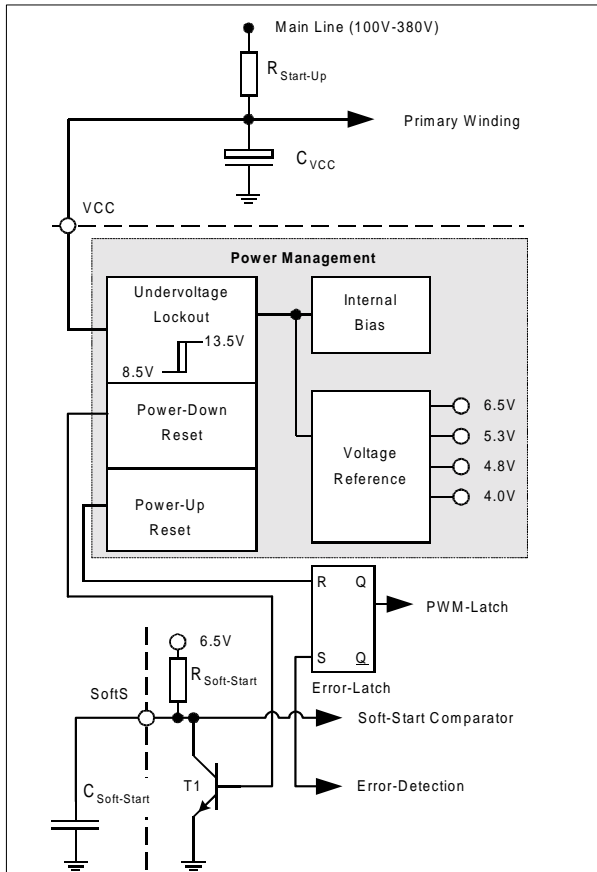 Main Line (100V-380V)
R Start-Up
Primary Winding
C VCC
VCC
Power Management
Undervoltage
Lockout
13.5V
8.5V
Internal
Bias
Power-Down
Reset
Power-Up
Reset
Voltage
Reference
6.5V
5.3V
4.8V
4.0V
R Q
S Q
PWM-Latch
Error-Latch
6.5V
R Soft-Start
SoftS
Soft-Start Comparator
T1
Error-Detection
C Soft-Start